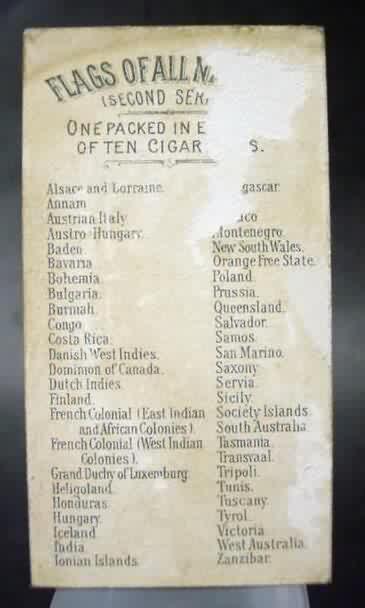 FLAGS OF ALL
(SECOND
ONE PACKED IN
OF TEN
Alsace and Lorraine.
Annam
Austrian Italy
Austro Hungary.
Baden.
Bavaria
Bohemia.
Bulgaria.
Burmah.
Congo
Costa Rica.
Danish West Indies.
Dominion of Canada.
Dutch Indies.
Finland.
French Colonial (East Indian
and African Colonies).
French Colonial (West Indian
Colonies).
Grand Duchy of Luxemburg.
Heligoland.
Honduras.
Hungary.
Iceland
India.
Ionian Islands.
Montenegro.
New South Wales.
Orange Free State.
Poland.
Prussia.
Queensland.
Salvador.
Samos.
San Marino.
Saxony
Servia.
Sicily.
Society Islands.
South Australia.
Tasmania.
Transvaal.
Tripoli.
Tunis.
Tuscany.
Tyrol.
Victoria.
West Australia.
Zanzibar.